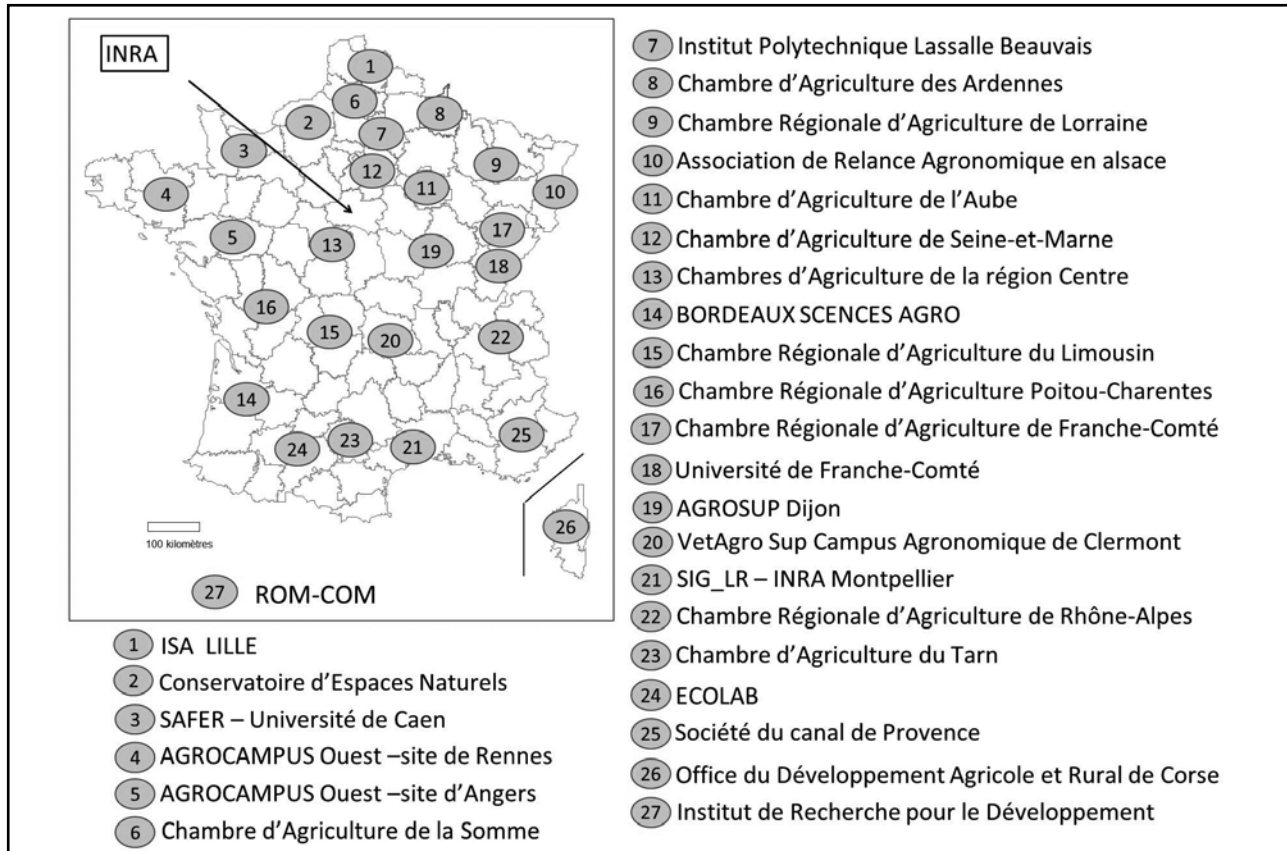 INRA
1
6
2
7
8
3
12
9
11
4
10
17
5
13
19
18
16
15
20
22
14
23
21
25
24
26
100 kilomètres
27 ROM-COM
1 ISA LILLE
2 Conservatoire d'Espaces Naturels
3 SAFER – Université de Caen
4 AGROCAMPUS Ouest –site de Rennes
5 AGROCAMPUS Ouest –site d'Angers
6 Chambre d'Agriculture de la Somme
7 Institut Polytechnique Lassalle Beauvais
8 Chambre d'Agriculture des Ardennes
9 Chambre Régionale d'Agriculture de Lorraine
10 Association de Relance Agronomique en alsace
11 Chambre d'Agriculture de l'Aube
12 Chambre d'Agriculture de Seine-et-Marne
13 Chambres d'Agriculture de la région Centre
14 BORDEAUX SCENCES AGRO
15 Chambre Régionale d'Agriculture du Limousin
16 Chambre Régionale d'Agriculture Poitou-Charentes
17 Chambre Régionale d'Agriculture de Franche-Comté
18 Université de Franche-Comté
19 AGROSUP Dijon
20 VetAgro Sup Campus Agronomique de Clermont
21 SIG_LR – INRA Montpellier
22 Chambre Régionale d'Agriculture de Rhône-Alpes
23 Chambre d'Agriculture du Tarn
24 ECOLAB
25 Société du canal de Provence
26 Office du Développement Agricole et Rural de Corse
27 Institut de Recherche pour le Développement